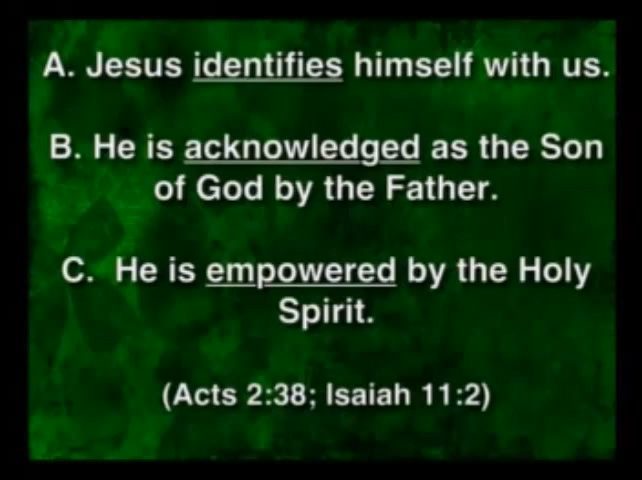 A. Jesus identifies himself with us.
B. He is acknowledged as the Son
of God by the Father.
C. He is empowered by the Holy
Spirit.
(Acts 2:38; Isaiah 11:2)